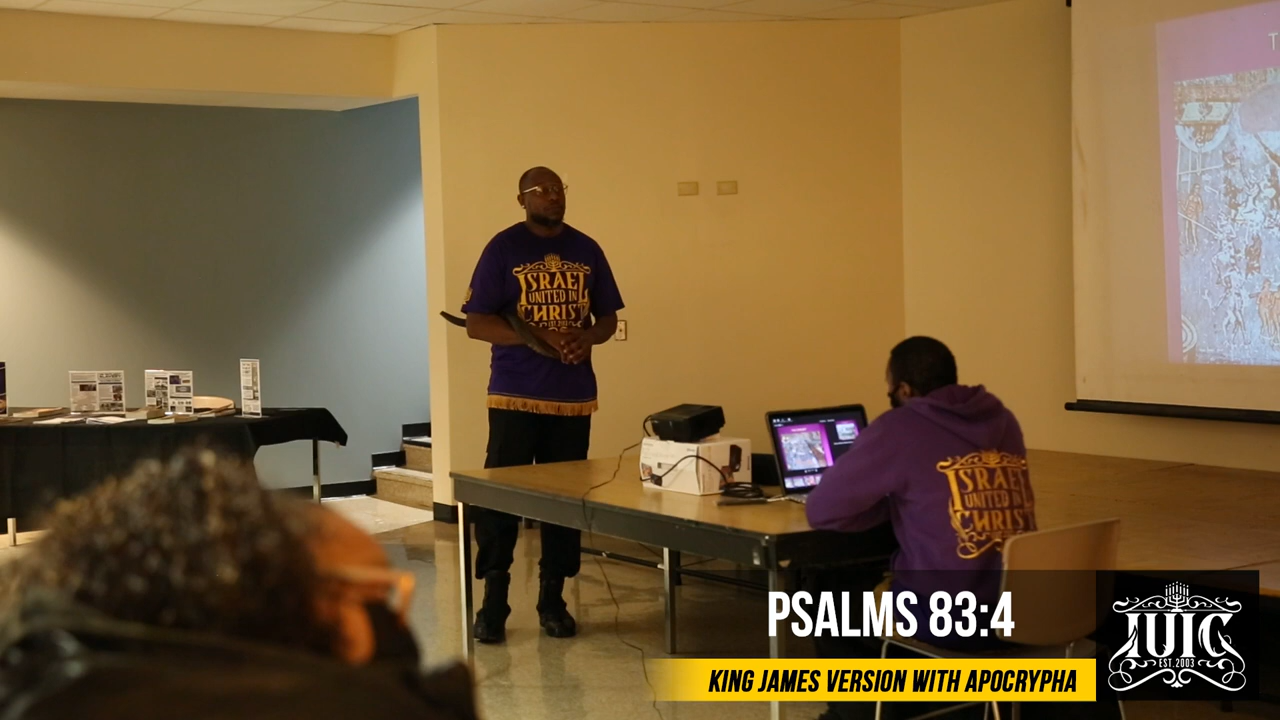 T
ISRAEL
UNITED IN
CHRIST
ISRAEL
UNITED IN
CHRIST
PSALMS 83:4
KING JAMES VERSION WITH APOCRYPHA
IUIC
EST.2003